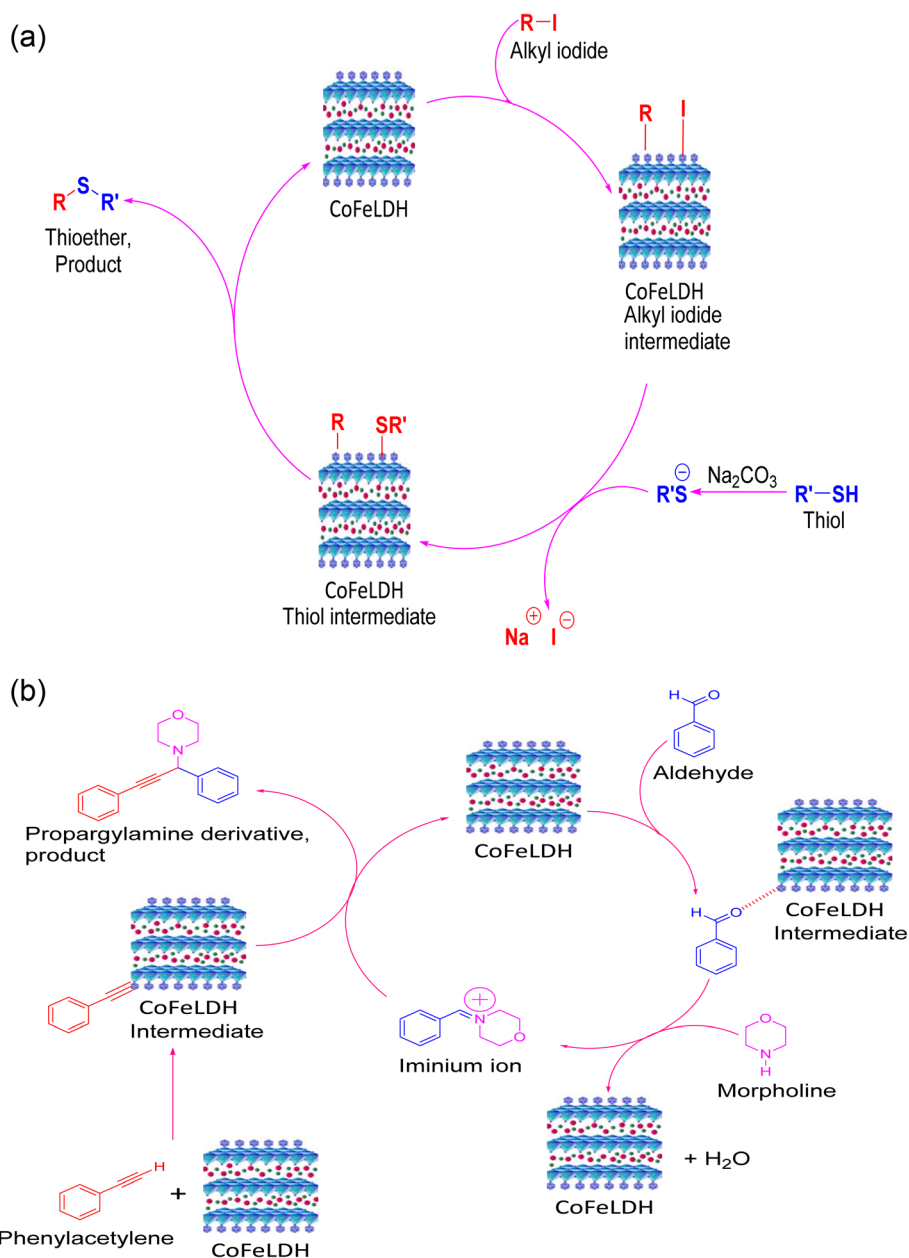 (a)
R—I
Alkyl iodide
R I
CoFeLDH
S
R R'
Thioether,
Product
CoFeLDH
Alkyl iodide
intermediate
R SR'
R'S⊖ Na₂CO₃ R'—SH
Thiol
CoFeLDH
Thiol intermediate
Na⊕ I⊖
(b)
H O
O
N
Aldehyde
Propargylamine derivative,
product
CoFeLDH
H O
CoFeLDH
Intermediate
CoFeLDH
Intermediate
+
N
O
O
N
H
Iminium ion
Morpholine
+ H₂O
H
+
CoFeLDH
Phenylacetylene
CoFeLDH